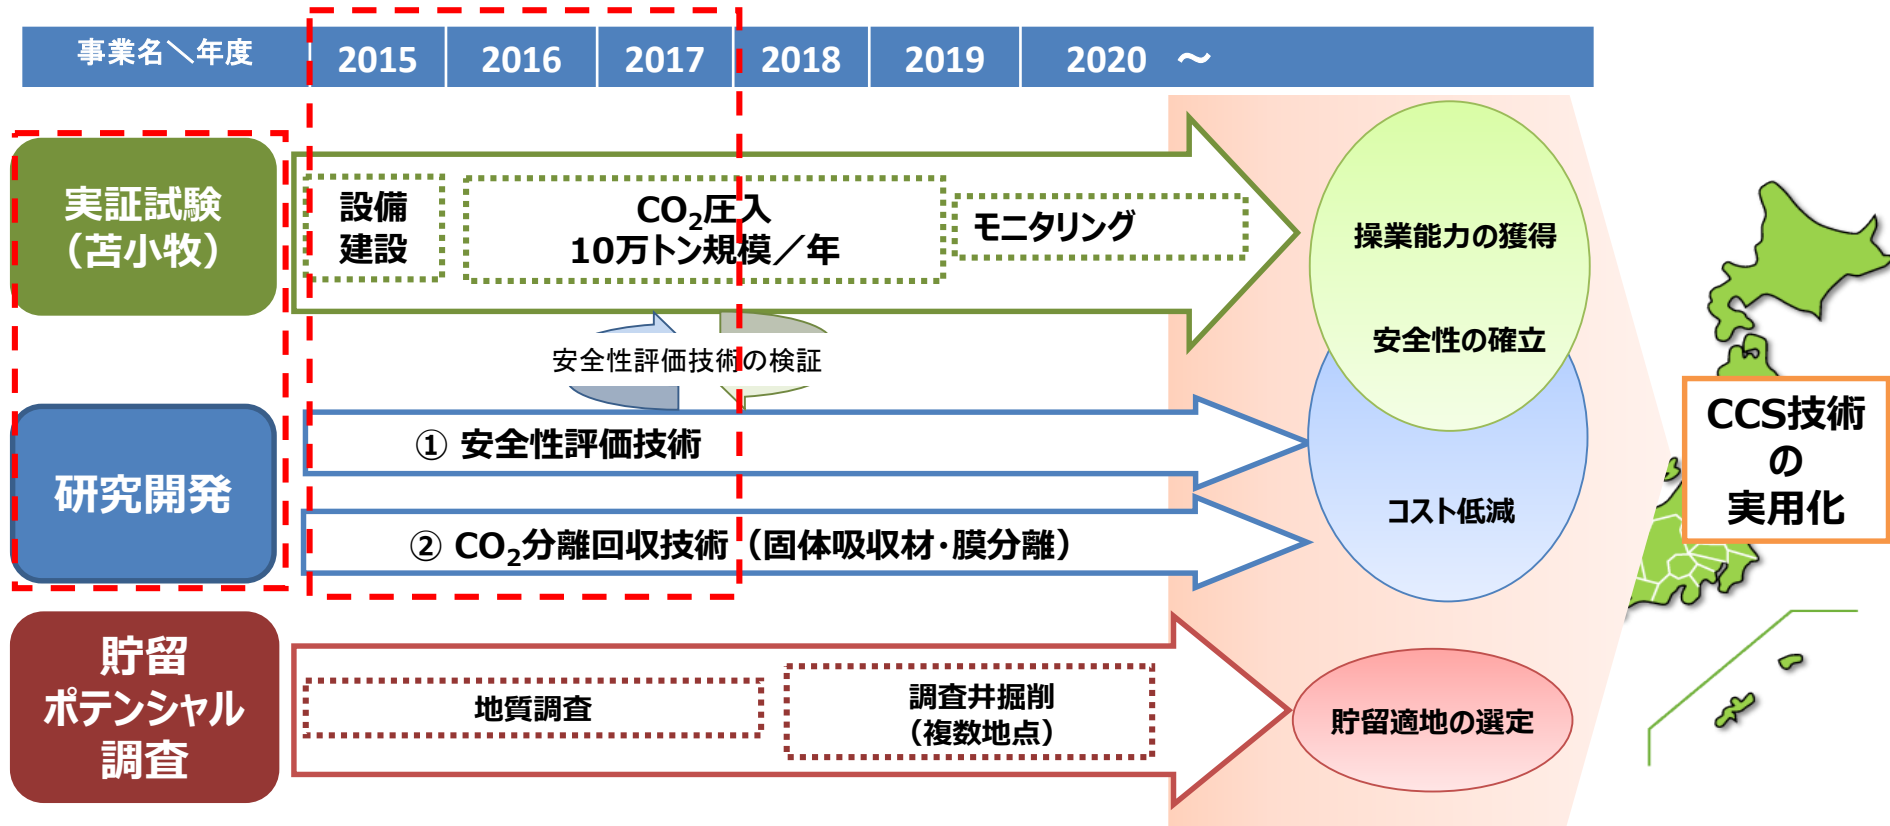 事業名＼年度 2015 2016 2017 2018 2019 2020 ～
実証試験
（苫小牧）
設備
建設
CO₂圧入
10万トン規模／年
モニタリング
操業能力の獲得
安全性の確立
安全性評価技術の検証
研究開発
① 安全性評価技術
② CO₂分離回収技術（固体吸収材･膜分離）
コスト低減
CCS技術
の
実用化
貯留
ポテンシャル
調査
地質調査
調査井掘削
（複数地点）
貯留適地の選定